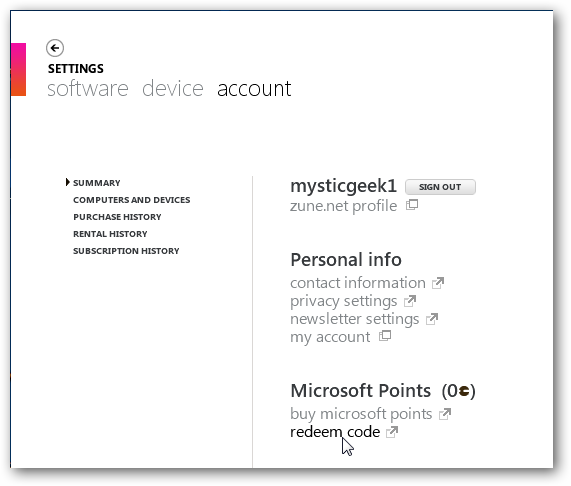 SETTINGS
software device account
SUMMARY
COMPUTERS AND DEVICES
PURCHASE HISTORY
RENTAL HISTORY
SUBSCRIPTION HISTORY
mysticgeek1 SIGN OUT
zune.net profile
Personal info
contact information
privacy settings
newsletter settings
my account
Microsoft Points (0)
buy microsoft points
redeem code